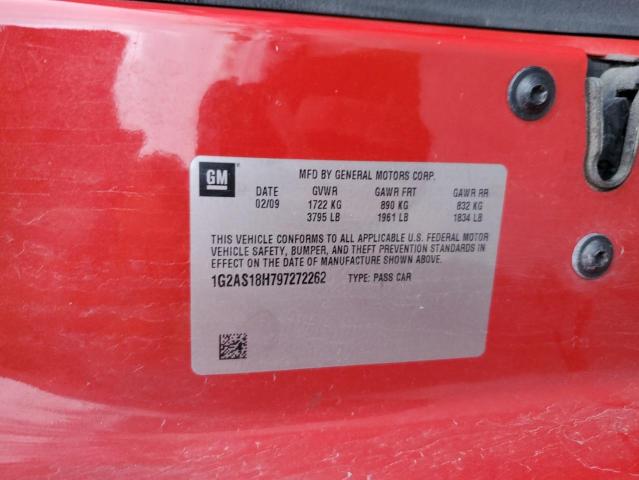 GM
MFD BY GENERAL MOTORS CORP.
DATE GVWR GAWR FRT GAWR RR
02/09 1722 KG 890 KG 832 KG
3795 LB 1961 LB 1834 LB
THIS VEHICLE CONFORMS TO ALL APPLICABLE U.S. FEDERAL MOTOR
VEHICLE SAFETY, BUMPER, AND THEFT PREVENTION STANDARDS IN
EFFECT ON THE DATE OF MANUFACTURE SHOWN ABOVE.
1G2AS18H797272262 TYPE: PASS CAR